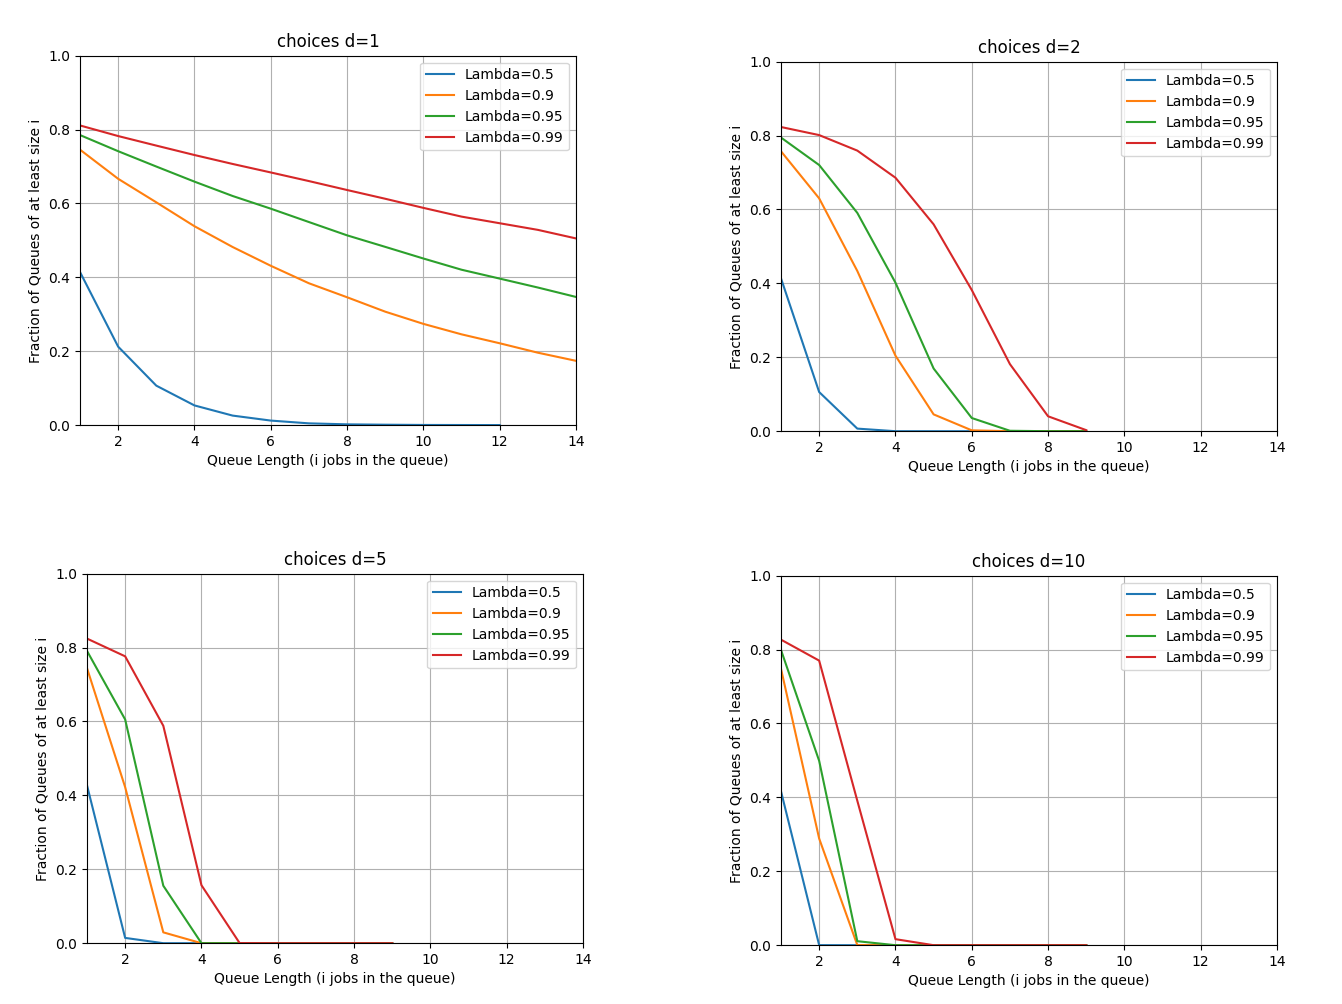 choices d=1
Fraction of Queues of at least size i
1.0
0.8
0.6
0.4
0.2
0.0
Lambda=0.5
Lambda=0.9
Lambda=0.95
Lambda=0.99
2 4 6 8 10 12 14
Queue Length (i jobs in the queue)
choices d=2
Fraction of Queues of at least size i
1.0
0.8
0.6
0.4
0.2
0.0
Lambda=0.5
Lambda=0.9
Lambda=0.95
Lambda=0.99
2 4 6 8 10 12 14
Queue Length (i jobs in the queue)
choices d=5
Fraction of Queues of at least size i
1.0
0.8
0.6
0.4
0.2
0.0
Lambda=0.5
Lambda=0.9
Lambda=0.95
Lambda=0.99
2 4 6 8 10 12 14
Queue Length (i jobs in the queue)
choices d=10
Fraction of Queues of at least size i
1.0
0.8
0.6
0.4
0.2
0.0
Lambda=0.5
Lambda=0.9
Lambda=0.95
Lambda=0.99
2 4 6 8 10 12 14
Queue Length (i jobs in the queue)